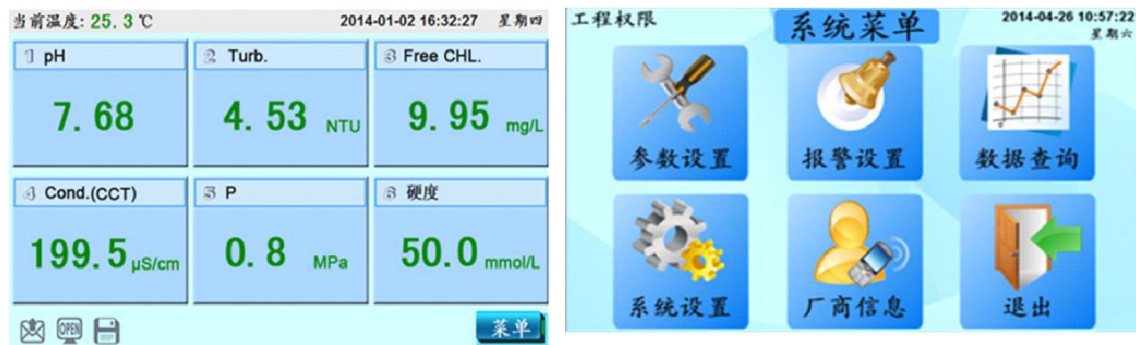 当前温度: 25.3 ℃
2014-01-02 16:32:27 星期四
1 pH
7.68
2 Turb.
4.53 NTU
3 Free CHL.
9.95 mg/L
4 Cond.(CCT)
199.5 µS/cm
5 P
0.8 MPa
6 硬度
50.0 mmol/L
OPEN
菜单
工程权限
系统菜单
2014-04-26 10:57:22
星期六
参数设置
报警设置
数据查询
系统设置
厂商信息
退出